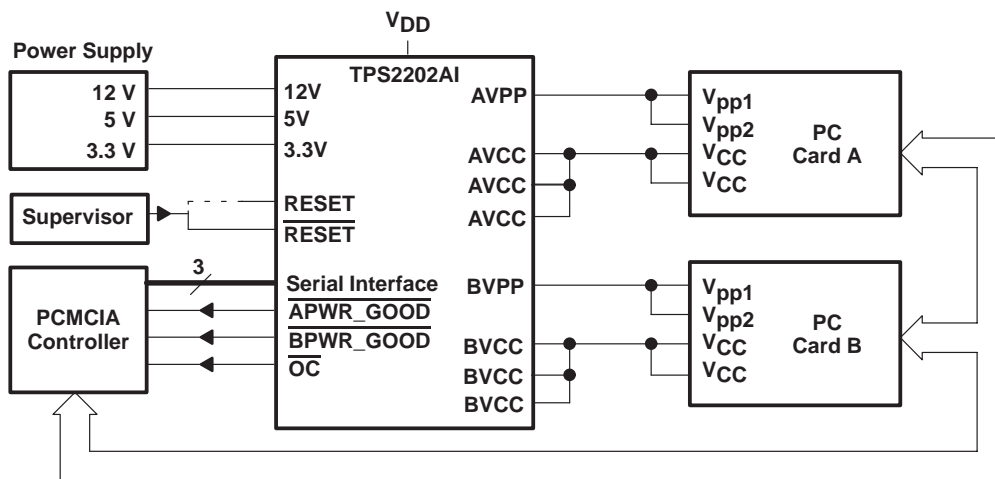 VDD
Power Supply
12 V
5 V
3.3 V
TPS2202AI
12V
5V
3.3V
AVPP
AVCC
AVCC
AVCC
Vpp1
Vpp2
VCC
VCC
PC
Card A
Supervisor
RESET
RESET
3
PCMCIA
Controller
Serial Interface
APWR_GOOD
BPWR_GOOD
OC
BVPP
BVCC
BVCC
BVCC
Vpp1
Vpp2
VCC
VCC
PC
Card B